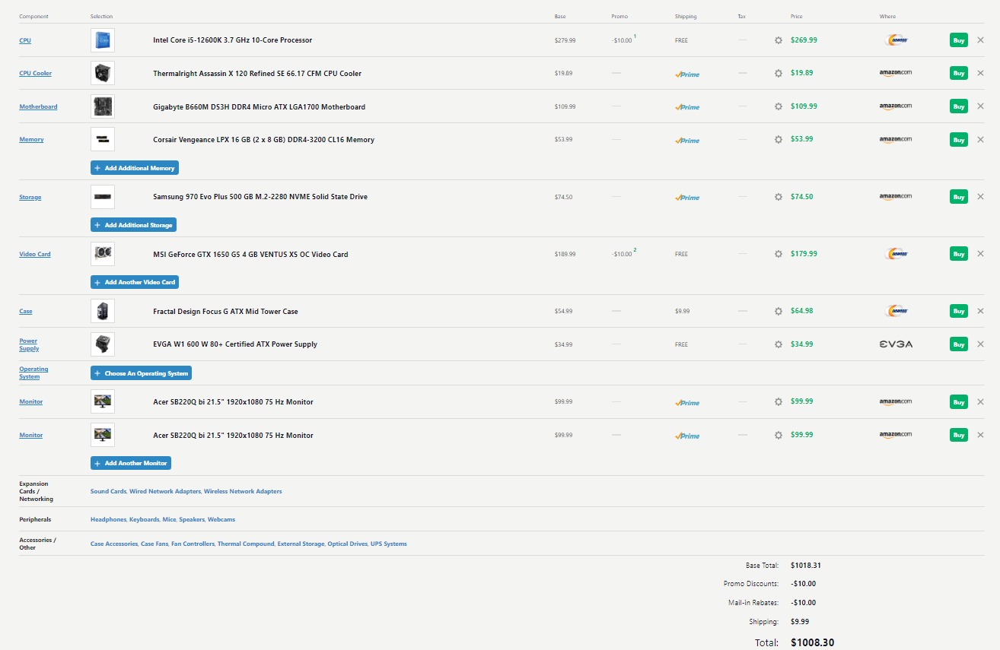 Component Selection Base Promo Shipping Tax Price Where
CPU Intel Core i5-12600K 3.7 GHz 10-Core Processor $279.99 -$10.00 1 FREE — $269.99 newegg Buy
CPU Cooler Thermalright Assassin X 120 Refined SE 66.17 CFM CPU Cooler $19.89 — Prime — $19.89 amazon.com Buy
Motherboard Gigabyte B660M DS3H DDR4 Micro ATX LGA1700 Motherboard $109.99 — Prime — $109.99 amazon.com Buy
Memory Corsair Vengeance LPX 16 GB (2 x 8 GB) DDR4-3200 CL16 Memory $53.99 — Prime — $53.99 amazon.com Buy
+ Add Additional Memory
Storage Samsung 970 Evo Plus 500 GB M.2-2280 NVME Solid State Drive $74.50 — Prime — $74.50 amazon.com Buy
+ Add Additional Storage
Video Card MSI GeForce GTX 1650 G5 4 GB VENTUS XS OC Video Card $189.99 -$10.00 2 FREE — $179.99 newegg Buy
+ Add Another Video Card
Case Fractal Design Focus G ATX Mid Tower Case $54.99 — $9.99 — $64.98 newegg Buy
Power
Supply EVGA W1 600 W 80+ Certified ATX Power Supply $34.99 — FREE — $34.99 EVGA Buy
Operating
System + Choose An Operating System
Monitor Acer SB220Q bi 21.5" 1920x1080 75 Hz Monitor $99.99 — Prime — $99.99 amazon.com Buy
Monitor Acer SB220Q bi 21.5" 1920x1080 75 Hz Monitor $99.99 — Prime — $99.99 amazon.com Buy
+ Add Another Monitor
Expansion
Cards /
Networking Sound Cards, Wired Network Adapters, Wireless Network Adapters
Peripherals Headphones, Keyboards, Mice, Speakers, Webcams
Accessories /
Other Case Accessories, Case Fans, Fan Controllers, Thermal Compound, External Storage, Optical Drives, UPS Systems
Base Total: $1018.31
Promo Discounts: -$10.00
Mail-in Rebates: -$10.00
Shipping: $9.99
Total: $1008.30